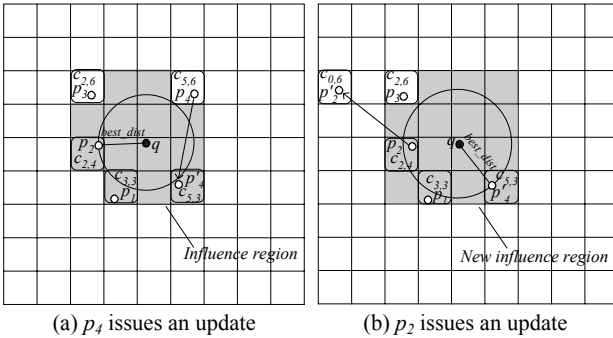 c2,6
p3
c5,6
p4
best_dist
p2
c2,4
q
c3,3
p1
p'4
c5,3
Influence region
(a) p4 issues an update
c0,6
p'2
c2,6
p3
q
best_dist
p2
c2,4
c3,3
p1
c5,3
p'4
New influence region
(b) p2 issues an update